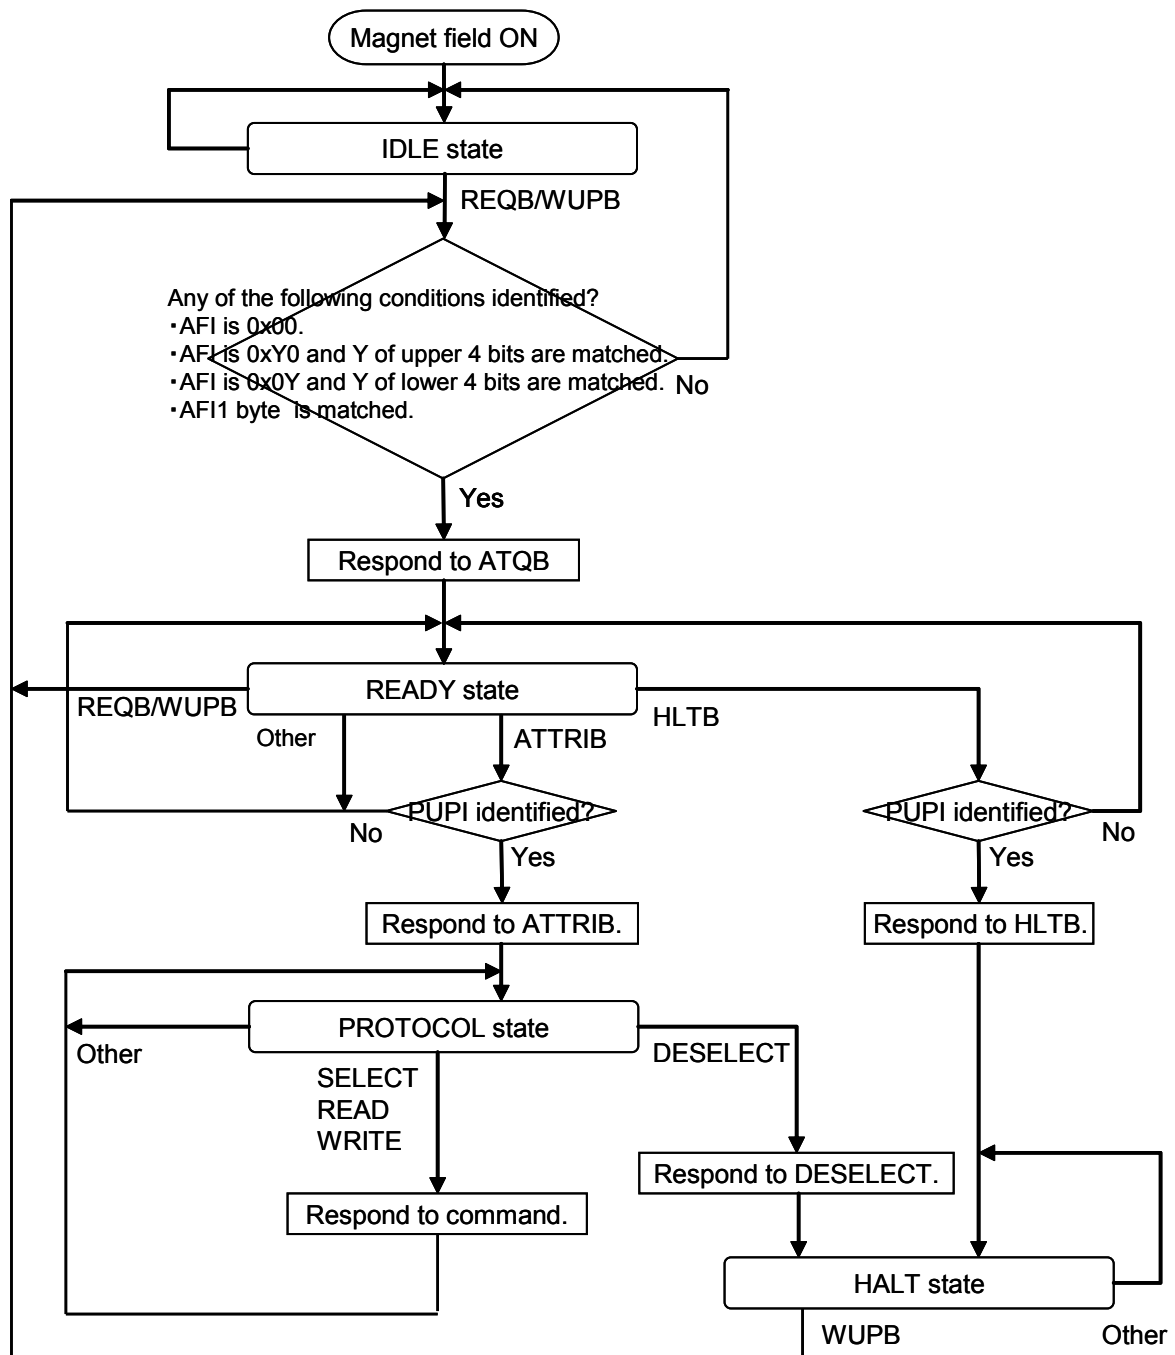 Magnet field ON
IDLE state
REQB/WUPB
Any of the following conditions identified?
・AFI is 0x00.
・AFI is 0xY0 and Y of upper 4 bits are matched.
・AFI is 0x0Y and Y of lower 4 bits are matched.
・AFI1 byte  is matched.
No
Yes
Respond to ATQB
READY state
REQB/WUPB
Other
ATTRIB
HLTB
PUPI identified?
No
Yes
PUPI identified?
No
Yes
Respond to ATTRIB.
Respond to HLTB.
PROTOCOL state
Other
SELECT
READ
WRITE
DESELECT
Respond to DESELECT.
Respond to command.
HALT state
WUPB
Other